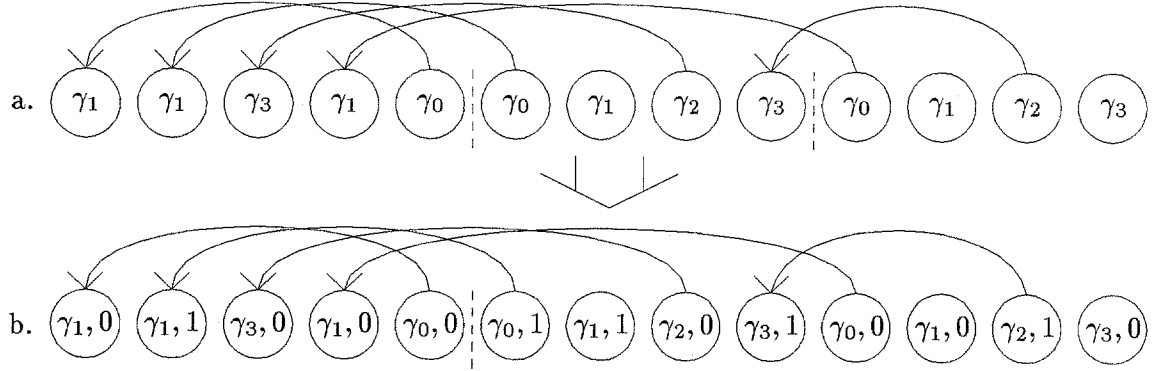 a. γ₁ γ₁ γ₃ γ₁ γ₀ γ₀ γ₁ γ₂ γ₃ γ₀ γ₁ γ₂ γ₃
b. γ₁, 0 γ₁, 1 γ₃, 0 γ₁, 0 γ₀, 0 γ₀, 1 γ₁, 1 γ₂, 0 γ₃, 1 γ₀, 0 γ₁, 0 γ₂, 1 γ₃, 0